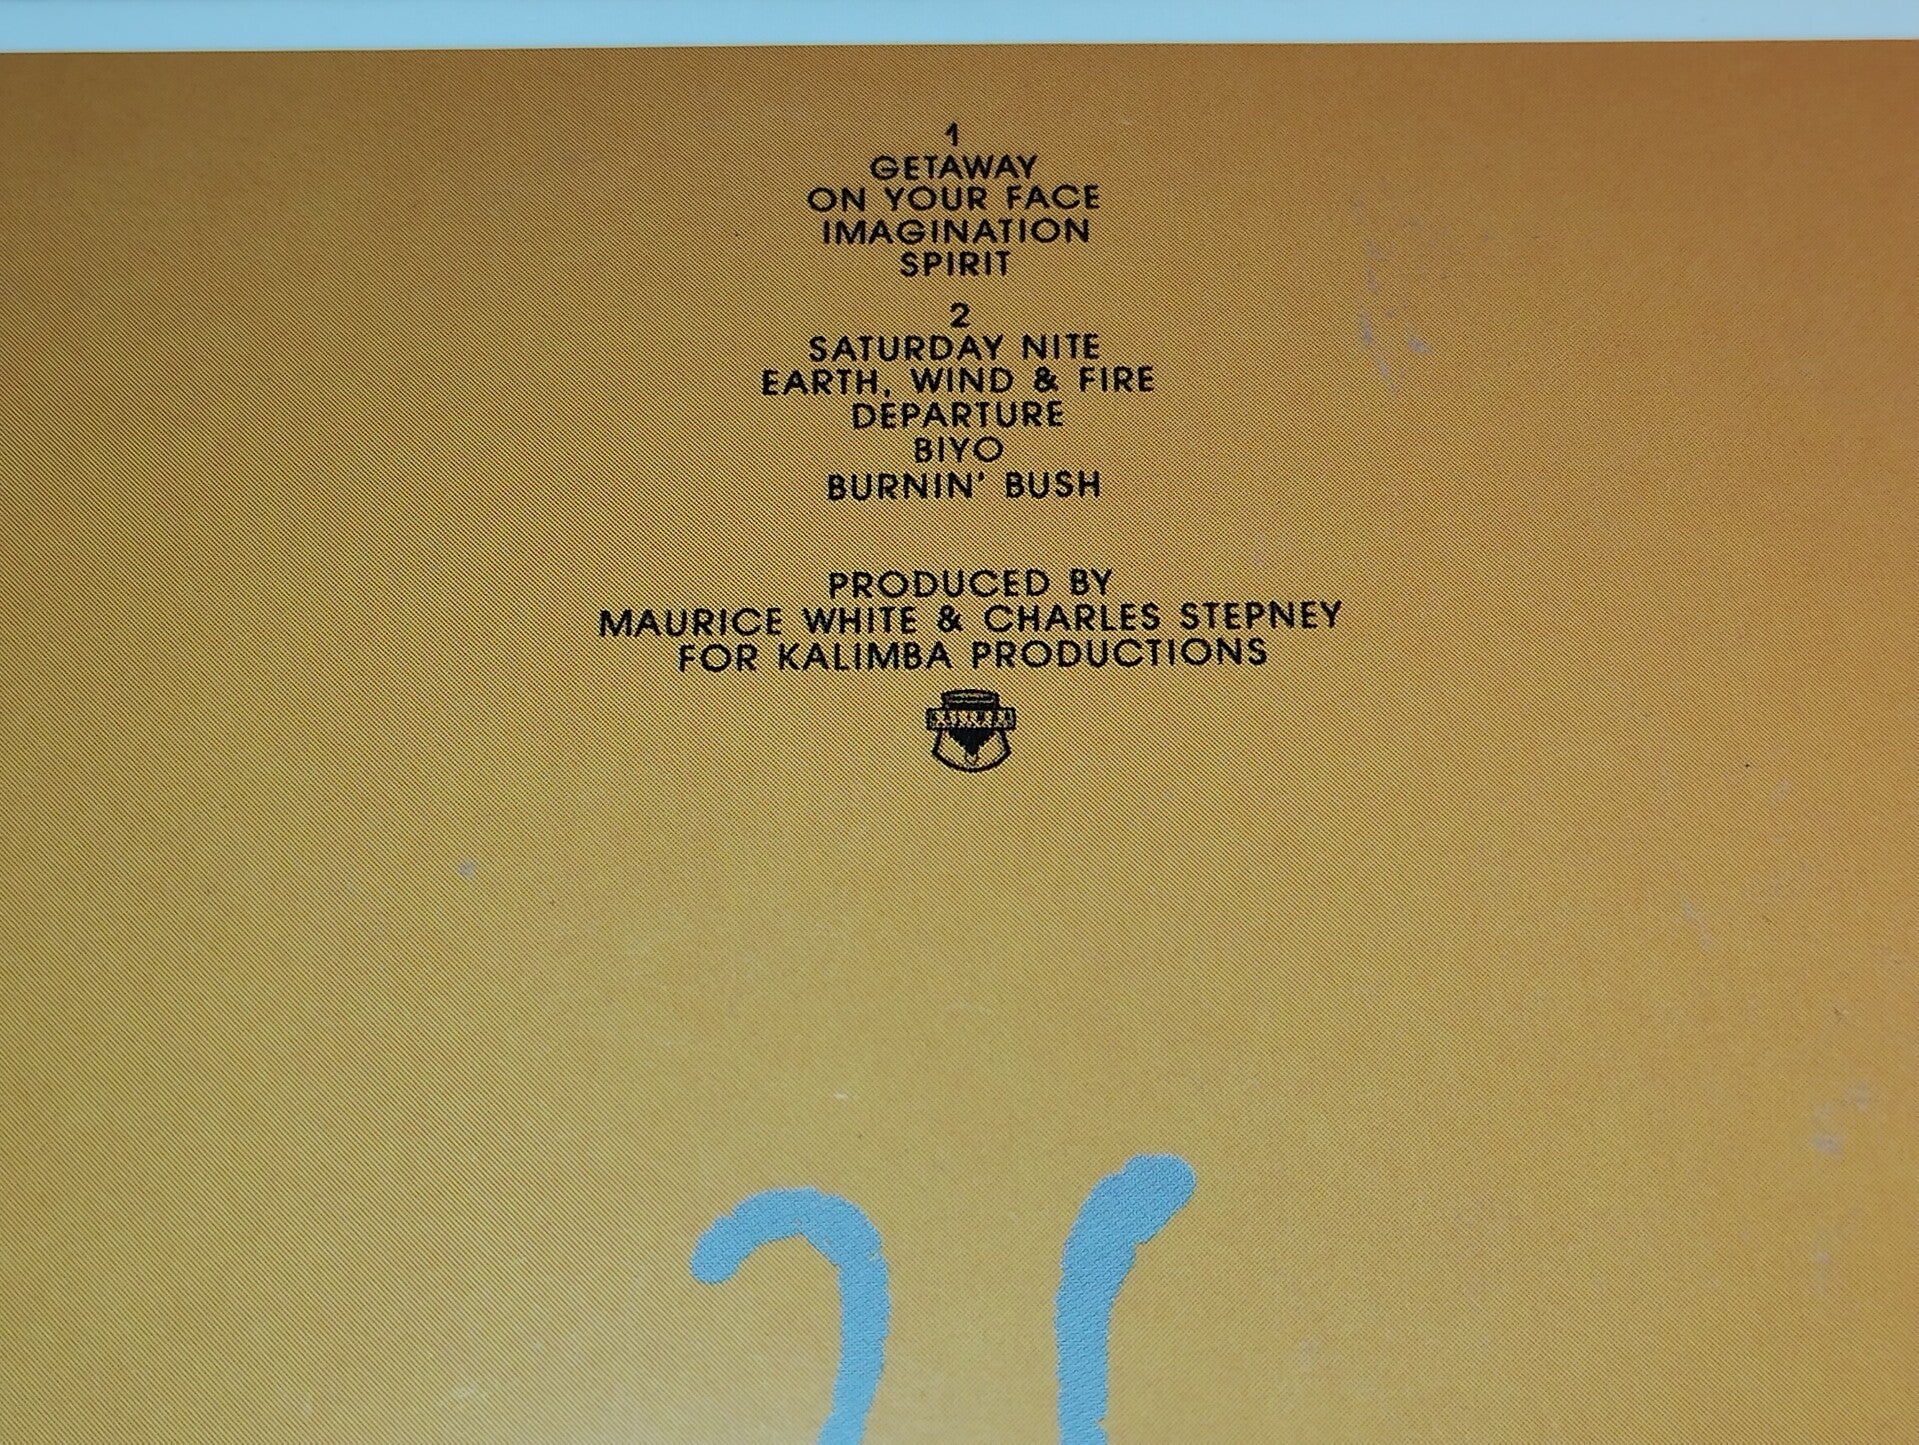 1
GETAWAY
ON YOUR FACE
IMAGINATION
SPIRIT
2
SATURDAY NITE
EARTH, WIND & FIRE
DEPARTURE
BIYO
BURNIN' BUSH
PRODUCED BY
MAURICE WHITE & CHARLES STEPNEY
FOR KALIMBA PRODUCTIONS
KALIMBA